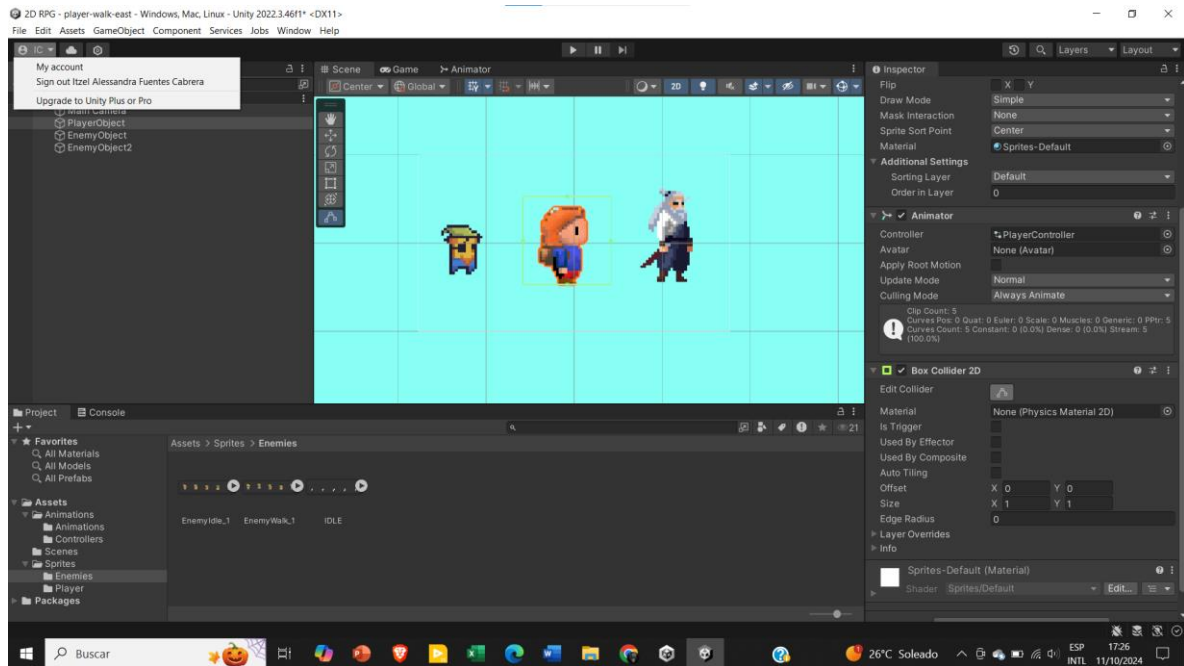 2D RPG - player-walk-east - Windows, Mac, Linux - Unity 2022.3.46f1* <DX11>
File Edit Assets GameObject Component Services Jobs Window Help
IC
Layers Layout
My account
Sign out Itzel Alessandra Fuentes Cabrera
Upgrade to Unity Plus or Pro
Main Camera
PlayerObject
EnemyObject
EnemyObject2
Scene Game Animator
Center Global 2D
Inspector
Flip X Y
Draw Mode Simple
Mask Interaction None
Sprite Sort Point Center
Material Sprites-Default
Additional Settings
Sorting Layer Default
Order in Layer 0
Animator
Controller PlayerController
Avatar None (Avatar)
Apply Root Motion
Update Mode Normal
Culling Mode Always Animate
Clip Count: 5
Curves Pos: 0 Quat: 0 Euler: 0 Scale: 0 Muscles: 0 Generic: 0 PPtr: 5
Curves Count: 5 Constant: 0 (0.0%) Dense: 0 (0.0%) Stream: 5
(100.0%)
Box Collider 2D
Edit Collider
Material None (Physics Material 2D)
Is Trigger
Used By Effector
Used By Composite
Auto Tiling
Offset X 0 Y 0
Size X 1 Y 1
Edge Radius 0
Layer Overrides
Info
Sprites-Default (Material)
Shader Sprites/Default Edit...
Project Console
21
Favorites
All Materials
All Models
All Prefabs
Assets
Animations
Animations
Controllers
Scenes
Sprites
Enemies
Player
Packages
Assets > Sprites > Enemies
EnemyIdle_1 EnemyWalk_1 IDLE
Buscar
26°C Soleado
ESP
INTL
17:26
11/10/2024